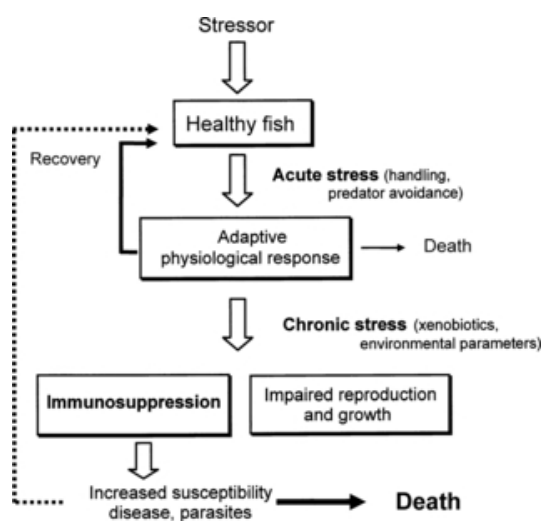 Stressor
Healthy fish
Recovery
Acute stress (handling,
predator avoidance)
Adaptive
physiological response
Death
Chronic stress (xenobiotics,
environmental parameters)
Immunosuppression
Impaired reproduction
and growth
Increased susceptibility
disease, parasites
Death